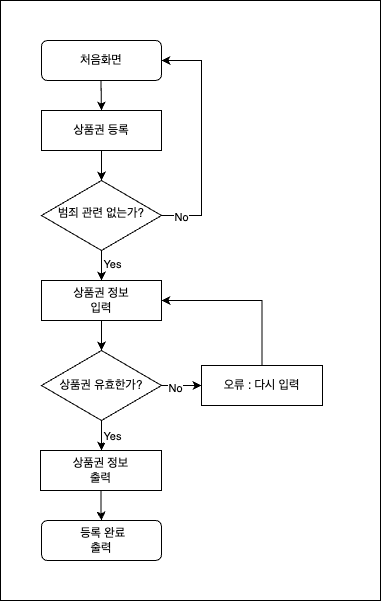 처음화면
상품권 등록
범죄 관련 없는가?
No
Yes
상품권 정보
입력
상품권 유효한가?
No
오류 : 다시 입력
Yes
상품권 정보
출력
등록 완료
출력